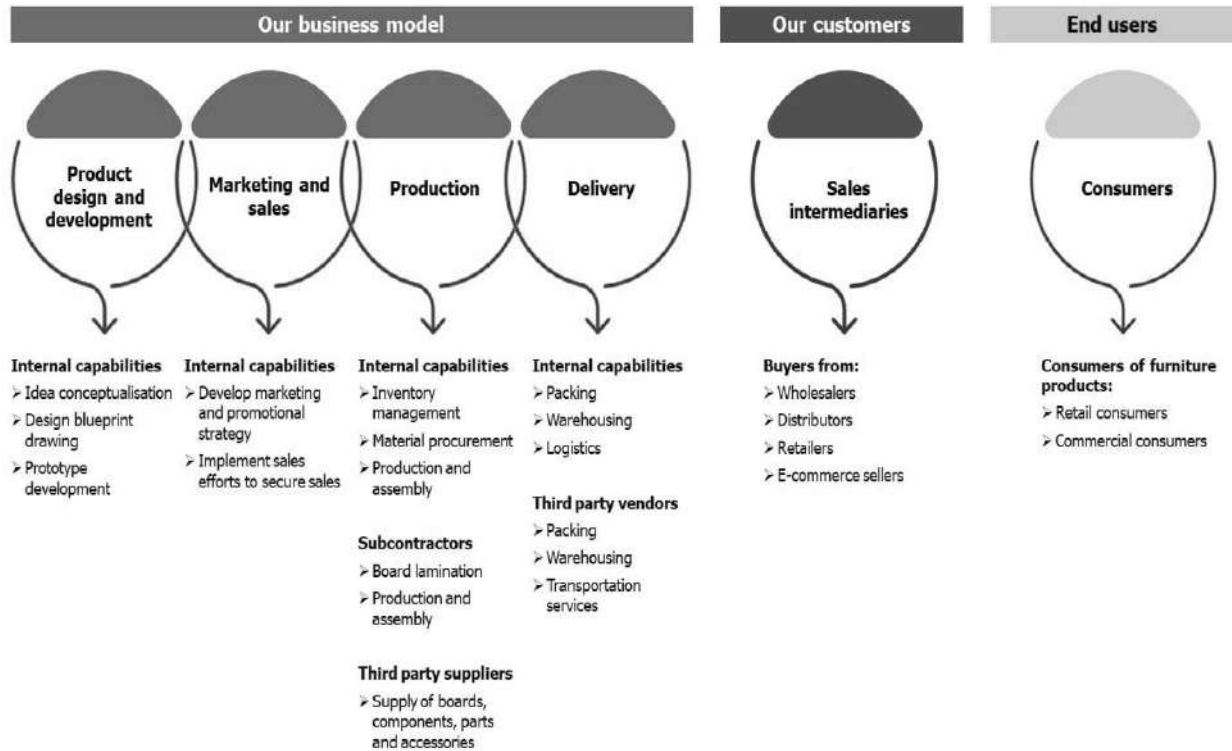 Our business model
Our customers
End users
Product
design and
development
Marketing and
sales
Production
Delivery
Sales
intermediaries
Consumers
Internal capabilities
➢ Idea conceptualisation
➢ Design blueprint
drawing
➢ Prototype
development
Internal capabilities
➢ Develop marketing
and promotional
strategy
➢ Implement sales
efforts to secure sales
Internal capabilities
➢ Inventory
management
➢ Material procurement
➢ Production and
assembly
Subcontractors
➢ Board lamination
➢ Production and
assembly
Third party suppliers
➢ Supply of boards,
components, parts
and accessories
Internal capabilities
➢ Packing
➢ Warehousing
➢ Logistics
Third party vendors
➢ Packing
➢ Warehousing
➢ Transportation
services
Buyers from:
➢ Wholesalers
➢ Distributors
➢ Retailers
➢ E-commerce sellers
Consumers of furniture
products:
➢ Retail consumers
➢ Commercial consumers